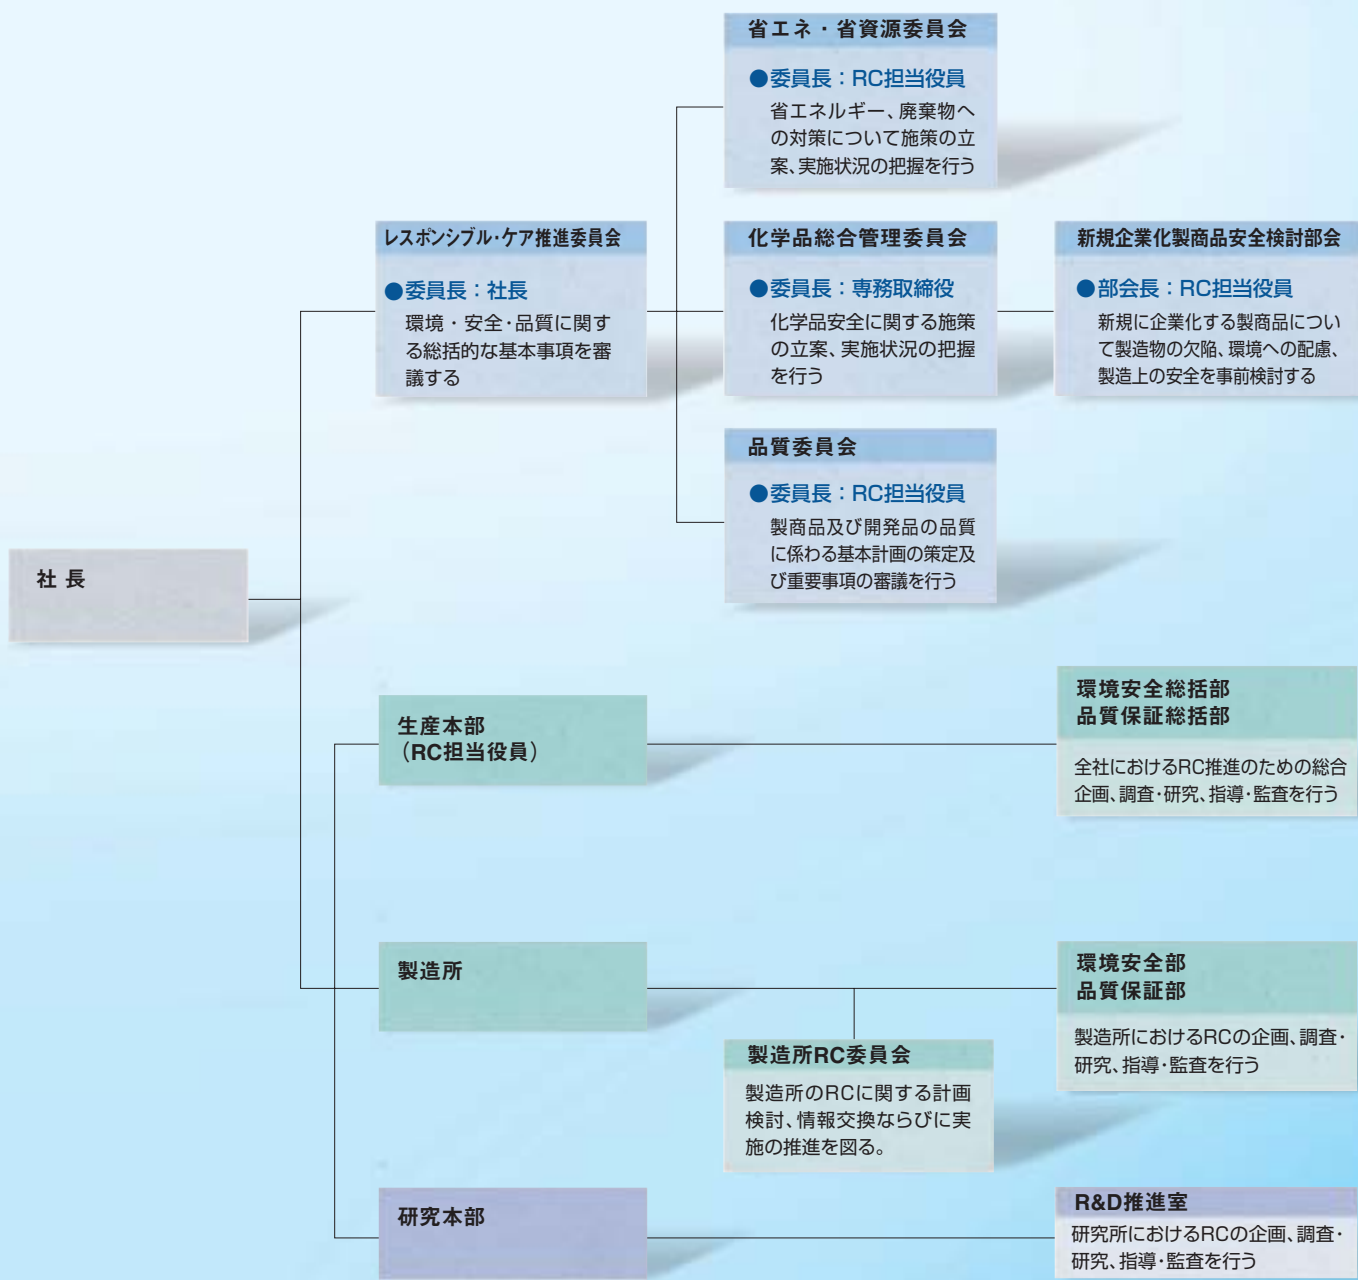 省エネ・省資源委員会
●委員長：RC担当役員
省エネルギー、廃棄物へ
の対策について施策の立
案、実施状況の把握を行う
レスポンシブル・ケア推進委員会
●委員長：社長
環境・安全・品質に関す
る総括的な基本事項を審
議する
化学品総合管理委員会
●委員長：専務取締役
化学品安全に関する施策
の立案、実施状況の把握
を行う
新規企業化製商品安全検討部会
●部会長：RC担当役員
新規に企業化する製商品につい
て製造物の欠陥、環境への配慮、
製造上の安全を事前検討する
品質委員会
●委員長：RC担当役員
製商品及び開発品の品質
に係わる基本計画の策定及
び重要事項の審議を行う
社長
生産本部
（RC担当役員）
環境安全総括部
品質保証総括部
全社におけるRC推進のための総合
企画、調査・研究、指導・監査を行う
製造所
環境安全部
品質保証部
製造所におけるRCの企画、調査・
研究、指導・監査を行う
製造所RC委員会
製造所のRCに関する計画
検討、情報交換ならびに実
施の推進を図る。
研究本部
R&D推進室
研究所におけるRCの企画、調査・
研究、指導・監査を行う